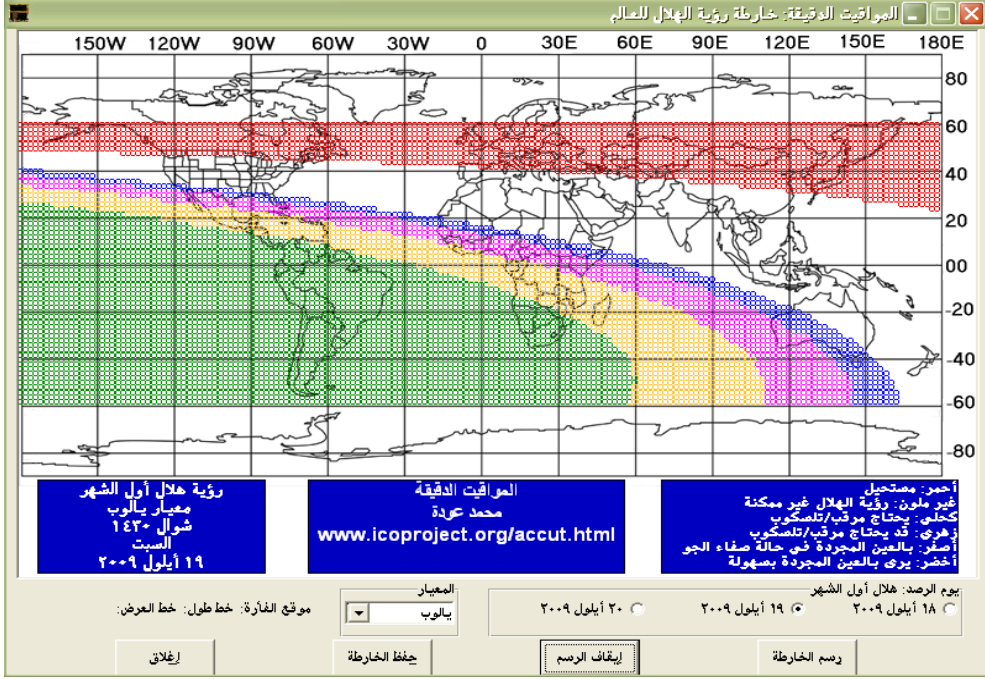 المواقيت الدقيقة: خارطة رؤية الهلال للعالم
150W 120W 90W 60W 30W 0 30E 60E 90E 120E 150E 180E
80
60
40
20
00
-20
-40
-60
-80
رؤية هلال أول الشهر
معيار يالوب
شوال ١٤٣٠
السبت
١٩ أيلول ٢٠٠٩
المواقيت الدقيقة
محمد عودة
www.icoproject.org/accut.html
أحمر: مستحيل
غير ملون: رؤية الهلال غير ممكنة
كحلي: يحتاج مرقب/تلسكوب
زهري: قد يحتاج مرقب/تلسكوب
أصفر: بالعين المجردة في حالة صفاء الجو
أخضر: يرى بالعين المجردة بسهولة
يوم الرصد: هلال أول الشهر
١٨ أيلول ٢٠٠٩
١٩ أيلول ٢٠٠٩
٢٠ أيلول ٢٠٠٩
المعيار
يالوب
موقع الفأرة: خط طول: خط العرض:
رسم الخارطة
إيقاف الرسم
حفظ الخارطة
إغلاق